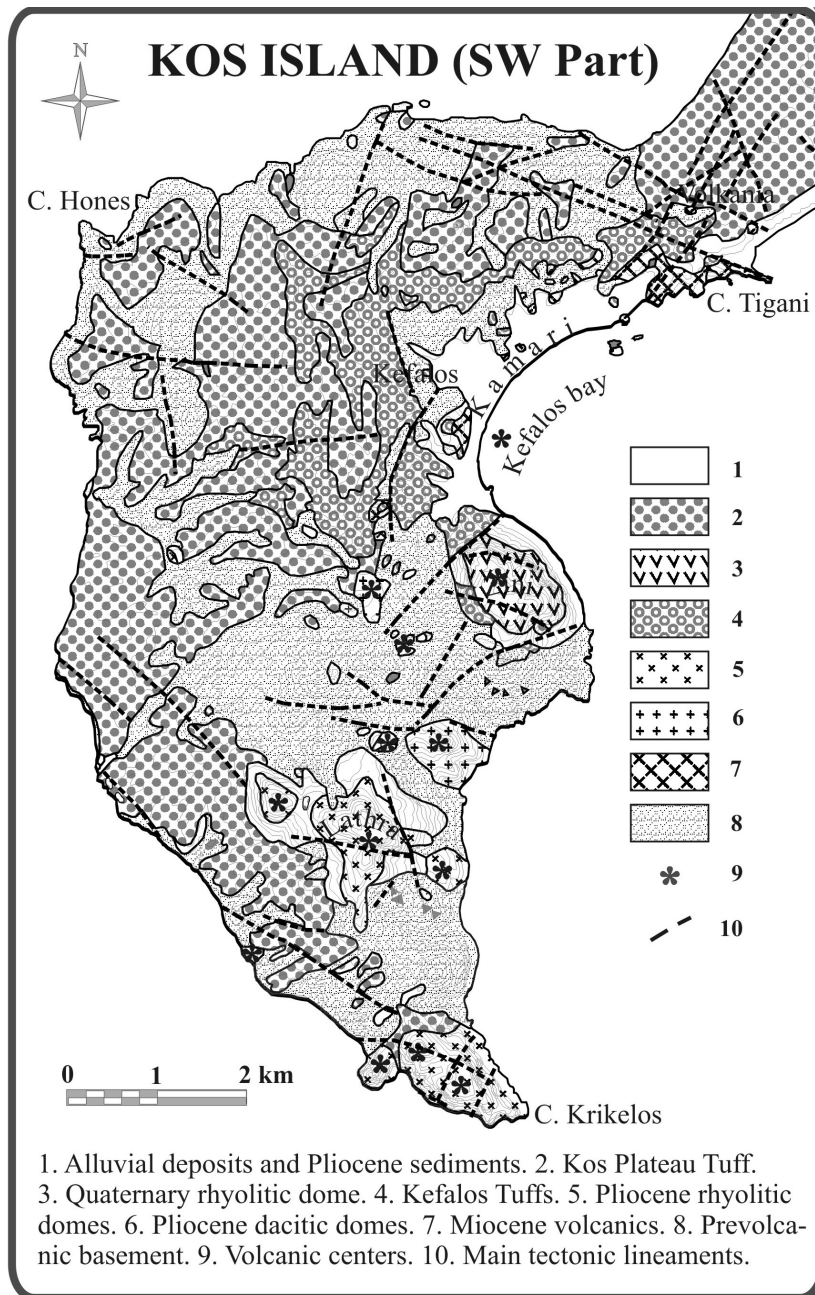 N
KOS ISLAND (SW Part)
C. Hones
Volkania
C. Tigani
Kefalos
Kamari
Kefalos bay
1
2
3
4
5
6
7
8
9
10
0 1 2 km
C. Krikelos
1. Alluvial deposits and Pliocene sediments. 2. Kos Plateau Tuff.
3. Quaternary rhyolitic dome. 4. Kefalos Tuffs. 5. Pliocene rhyolitic
domes. 6. Pliocene dacitic domes. 7. Miocene volcanics. 8. Prevolca-
nic basement. 9. Volcanic centers. 10. Main tectonic lineaments.